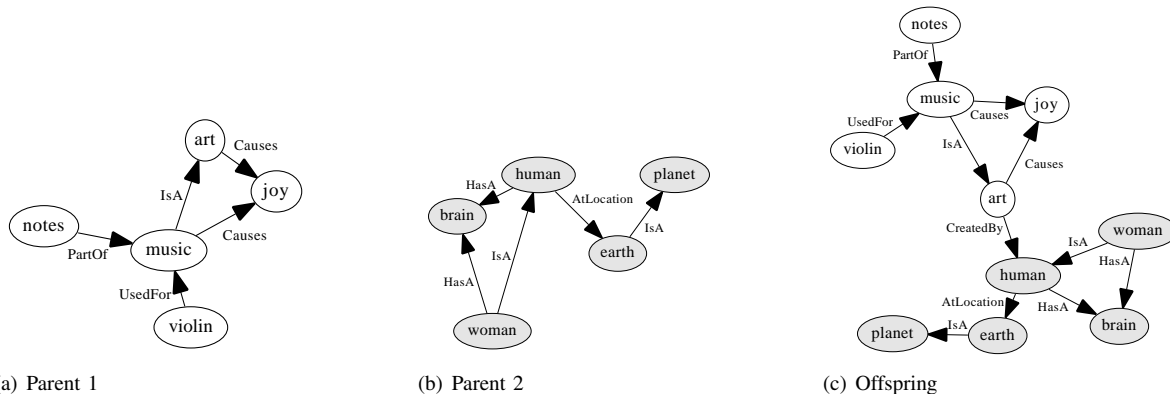 art
Causes
joy
IsA
notes
Causes
music
PartOf
UsedFor
violin
(a) Parent 1
human
planet
HasA
AtLocation
brain
IsA
earth
IsA
HasA
woman
(b) Parent 2
notes
PartOf
music
Causes
joy
UsedFor
violin
IsA
Causes
art
CreatedBy
woman
IsA
HasA
human
AtLocation
HasA
planet
IsA
earth
brain
(c) Offspring